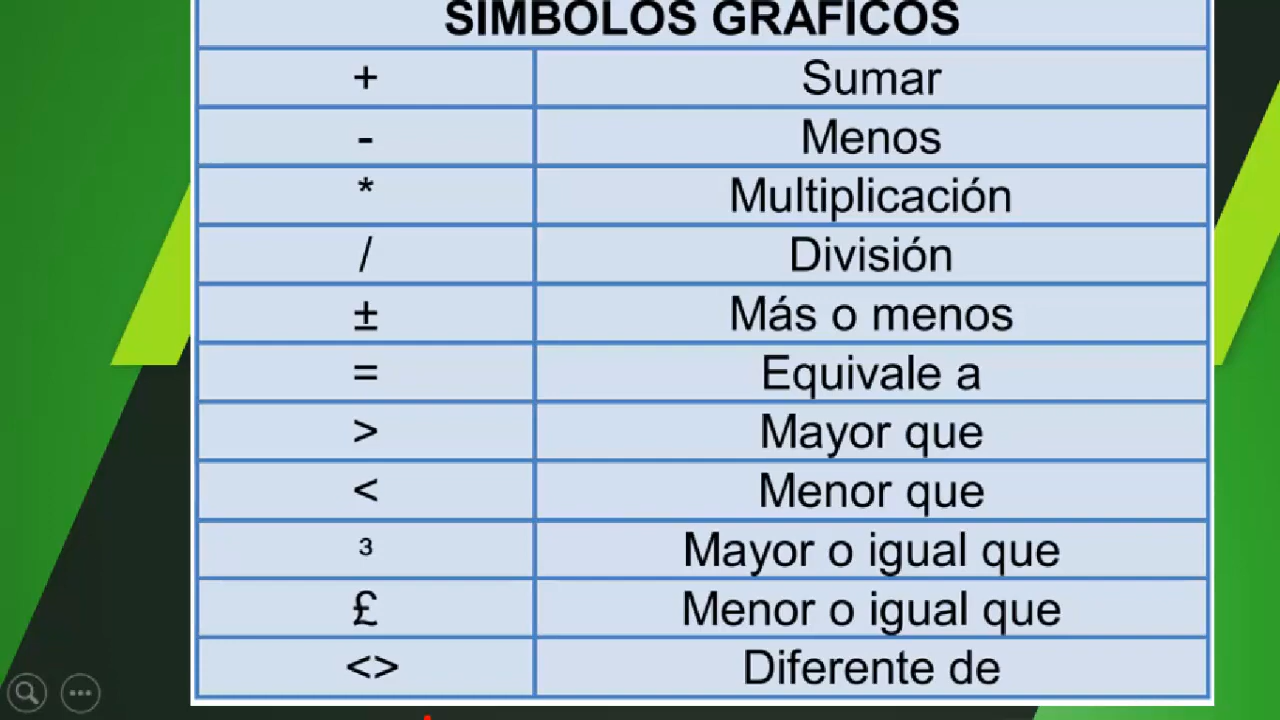 SÍMBOLOS GRÁFICOS
+ Sumar
- Menos
* Multiplicación
/ División
± Más o menos
= Equivale a
> Mayor que
< Menor que
³ Mayor o igual que
£ Menor o igual que
<> Diferente de